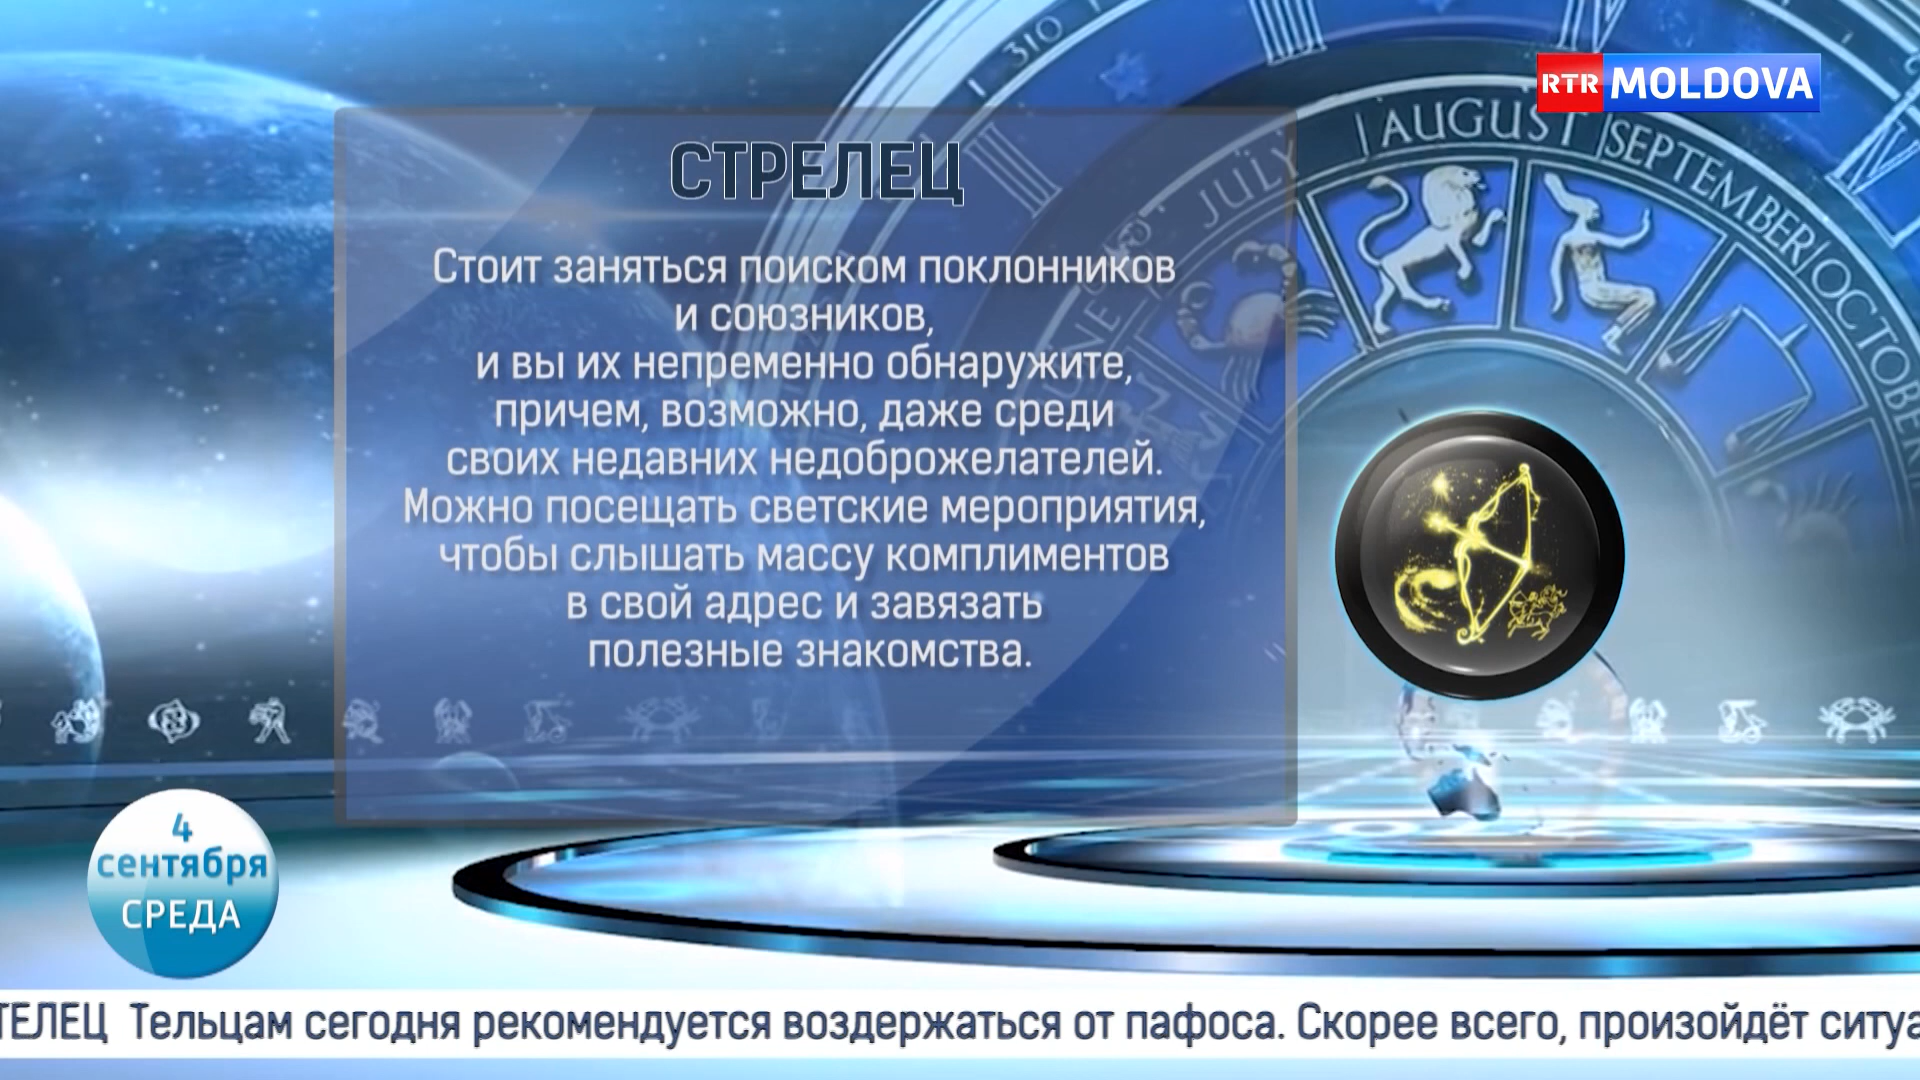 RTR MOLDOVA
310
JUNE
JULY
AUGUST
SEPTEMBER
OCTOBER
СТРЕЛЕЦ
Стоит заняться поиском поклонников
и союзников,
и вы их непременно обнаружите,
причем, возможно, даже среди
своих недавних недоброжелателей.
Можно посещать светские мероприятия,
чтобы слышать массу комплиментов
в свой адрес и завязать
полезные знакомства.
4
сентября
СРЕДА
ТЕЛЕЦ Тельцам сегодня рекомендуется воздержаться от пафоса. Скорее всего, произойдёт ситуа